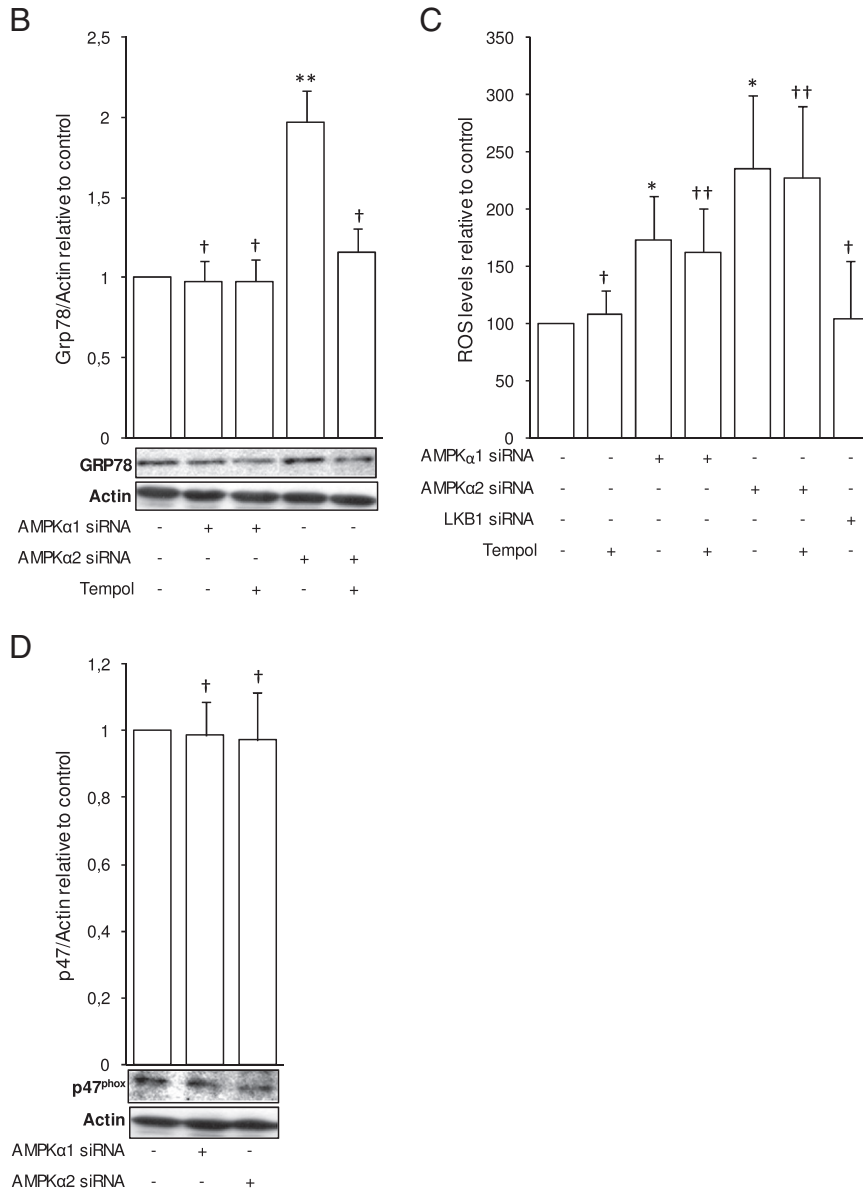 B
2,5
2
1,5
1
0,5
0
Grp78/Actin relative to control
†
†
**
†
GRP78
Actin
AMPKα1 siRNA - + + - -
AMPKα2 siRNA - - - + +
Tempol - - + - +
C
350
300
250
200
150
100
50
0
ROS levels relative to control
†
*
††
*
††
†
AMPKα1 siRNA - - + + - - -
AMPKα2 siRNA - - - - + + -
LKB1 siRNA - - - - - - +
Tempol - + - + - + -
D
1,2
1
0,8
0,6
0,4
0,2
0
p47/Actin relative to control
†
†
p47phox
Actin
AMPKα1 siRNA - + -
AMPKα2 siRNA - - +